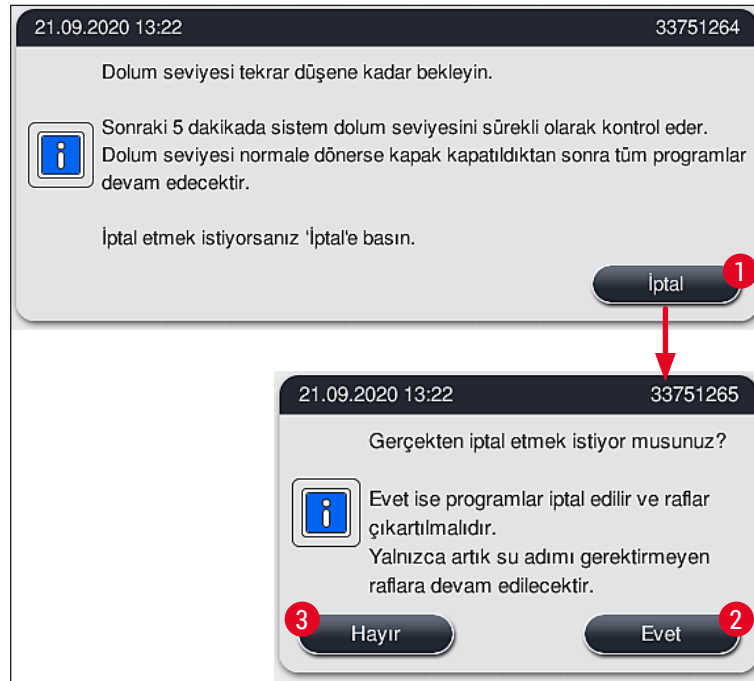 21.09.2020 13:22 33751264
Dolum seviyesi tekrar düşene kadar bekleyin.
Sonraki 5 dakikada sistem dolum seviyesini sürekli olarak kontrol eder.
Dolum seviyesi normale dönerse kapak kapatıldıktan sonra tüm programlar
devam edecektir.
İptal etmek istiyorsanız 'İptal'e basın.
İptal 1
21.09.2020 13:22 33751265
Gerçekten iptal etmek istiyor musunuz?
Evet ise programlar iptal edilir ve raflar
çıkartılmalıdır.
Yalnızca artık su adımı gerektirmeyen
raflara devam edilecektir.
3 Hayır Evet 2